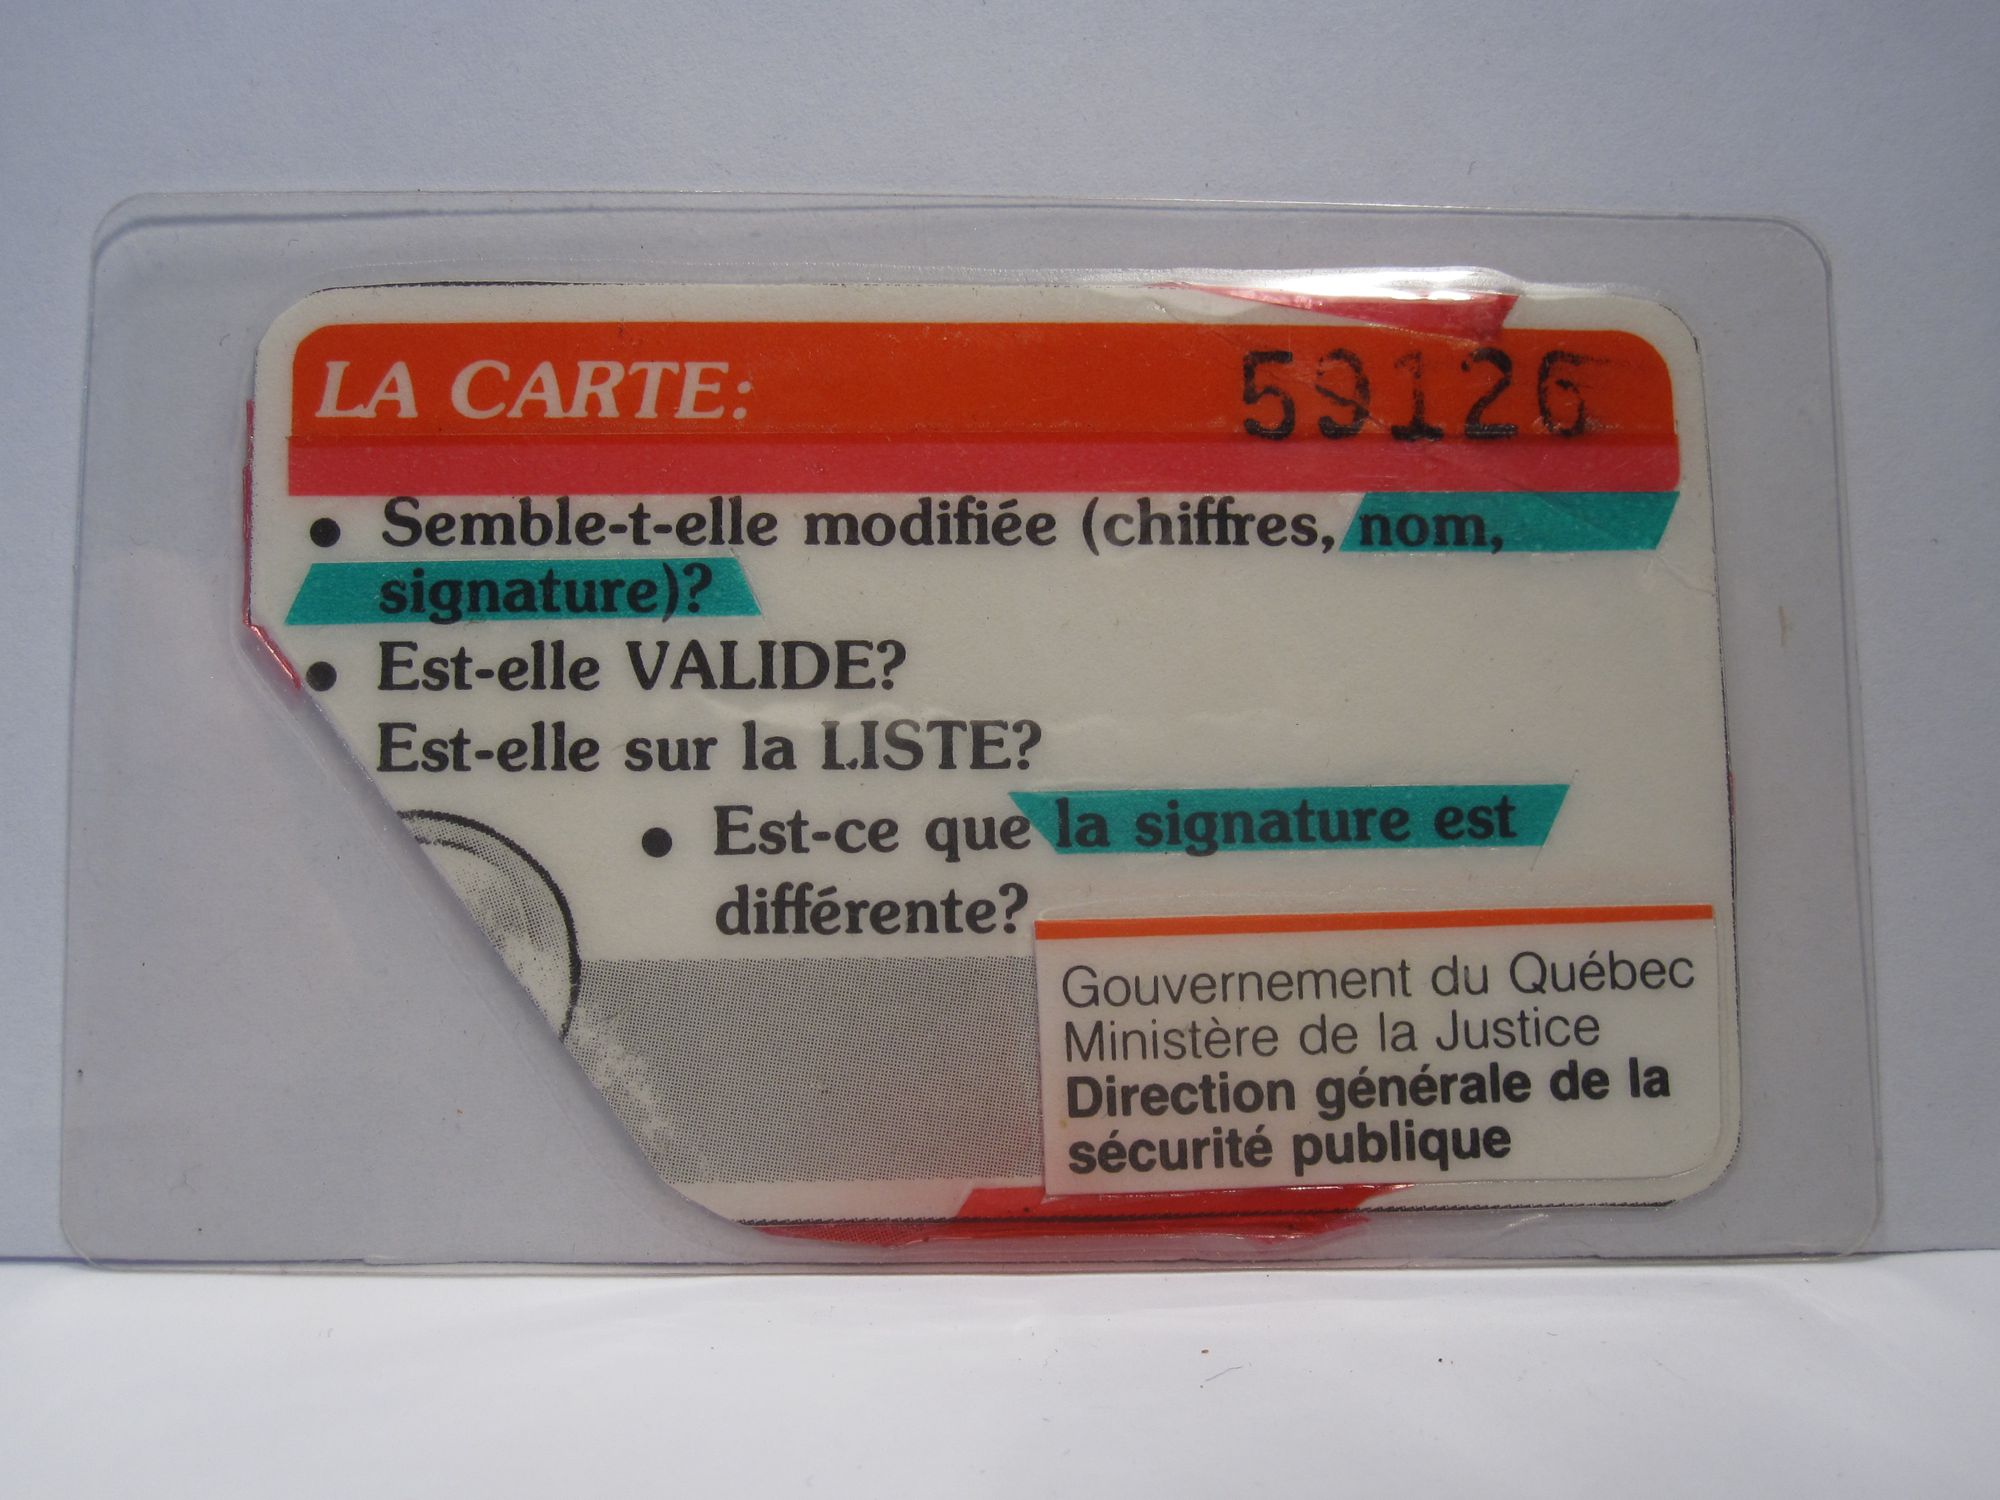 LA CARTE: 59126
• Semble-t-elle modifiée (chiffres, nom,
signature)?
• Est-elle VALIDE?
Est-elle sur la LISTE?
• Est-ce que la signature est
différente?
Gouvernement du Québec
Ministère de la Justice
Direction générale de la
sécurité publique